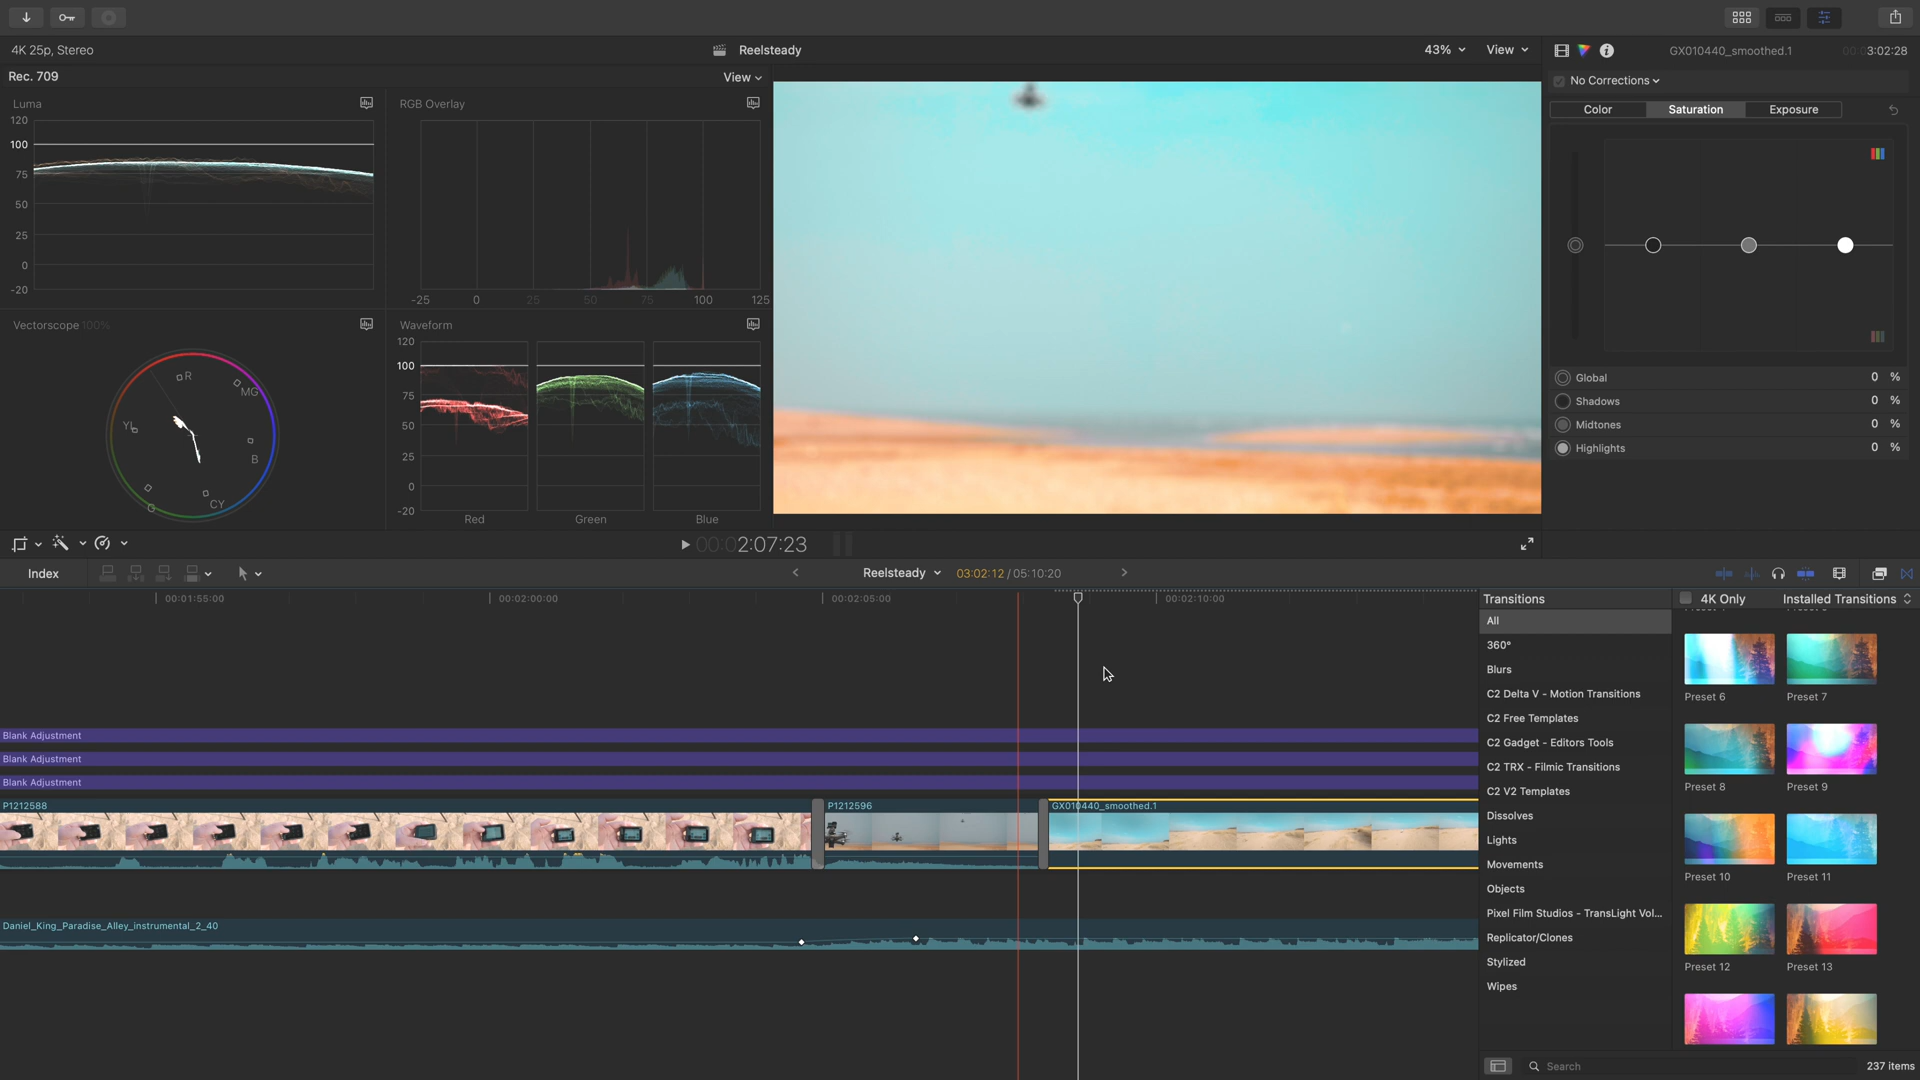 4K 25p, Stereo
Reelsteady
43%
View
GX010440_smoothed.1
00:03:02:28
Rec. 709
View
No Corrections
Color
Saturation
Exposure
Luma
120
100
75
50
25
0
-20
RGB Overlay
-25
0
25
50
75
100
125
Vectorscope 100%
R
MG
B
CY
G
YL
Waveform
120
100
75
50
25
0
-20
Red
Green
Blue
Global
0 %
Shadows
0 %
Midtones
0 %
Highlights
0 %
00:02:07:23
Index
Reelsteady
03:02:12 / 05:10:20
00:01:55:00
00:02:00:00
00:02:05:00
00:02:10:00
Blank Adjustment
Blank Adjustment
Blank Adjustment
P1212588
P1212596
GX010440_smoothed.1
Daniel_King_Paradise_Alley_instrumental_2_40
Transitions
4K Only
Installed Transitions
All
360°
Blurs
C2 Delta V - Motion Transitions
C2 Free Templates
C2 Gadget - Editors Tools
C2 TRX - Filmic Transitions
C2 V2 Templates
Dissolves
Lights
Movements
Objects
Pixel Film Studios - TransLight Vol...
Replicator/Clones
Stylized
Wipes
Preset 6
Preset 7
Preset 8
Preset 9
Preset 10
Preset 11
Preset 12
Preset 13
Search
237 items